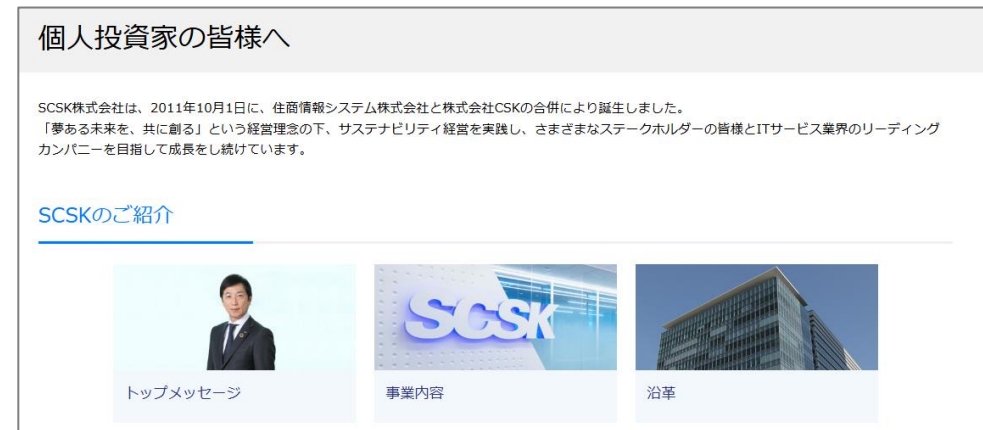 個人投資家の皆様へ
SCSK株式会社は、2011年10月1日に、住商情報システム株式会社と株式会社CSKの合併により誕生しました。
「夢ある未来を、共に創る」という経営理念の下、サステナビリティ経営を実践し、さまざまなステークホルダーの皆様とITサービス業界のリーディング
カンパニーを目指して成長をし続けています。
SCSKのご紹介
SCSK
トップメッセージ
事業内容
沿革